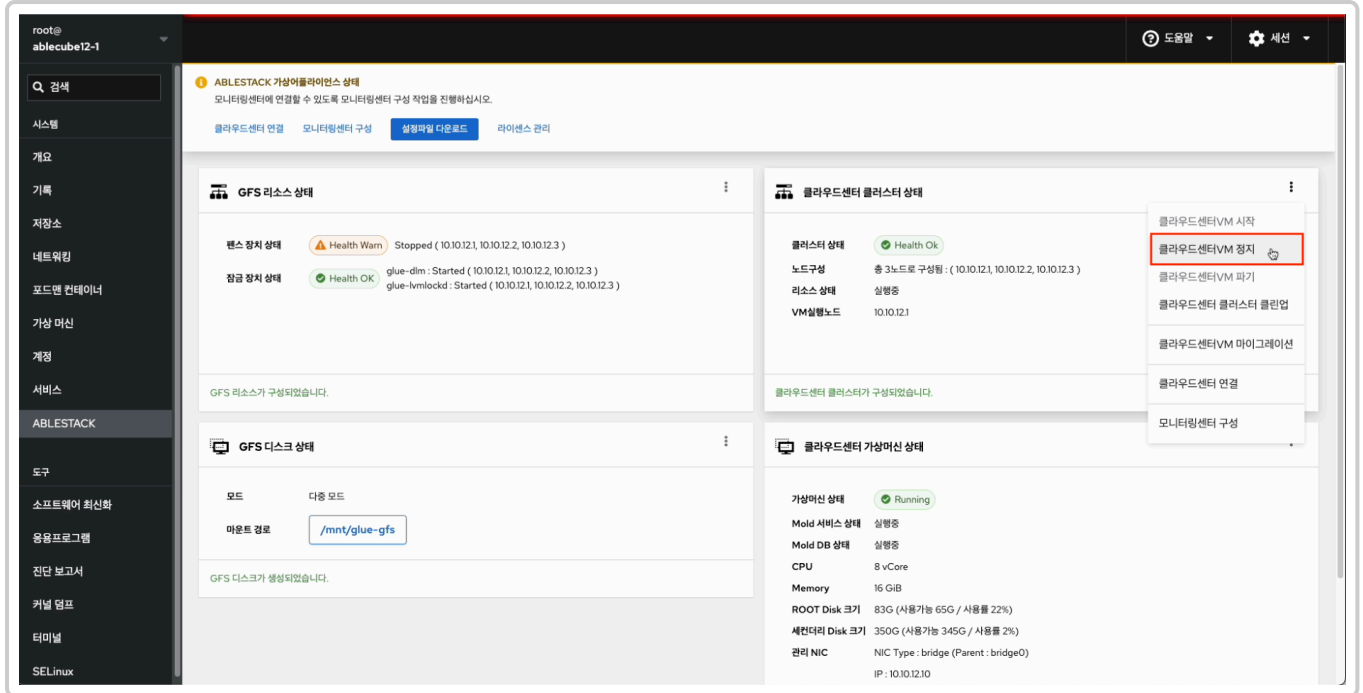 root@
ablecube12-1
도움말
세션
검색
시스템
개요
기록
저장소
네트워킹
포드맨 컨테이너
가상 머신
계정
서비스
ABLESTACK
도구
소프트웨어 최신화
응용프로그램
진단 보고서
커널 덤프
터미널
SELinux
ABLESTACK 가상어플라이언스 상태
모니터링센터에 연결할 수 있도록 모니터링센터 구성 작업을 진행하십시오.
클라우드센터 연결 모니터링센터 구성 설정파일 다운로드 라이센스 관리
GFS 리소스 상태
펜스 장치 상태 Health Warn Stopped ( 10.10.12.1, 10.10.12.2, 10.10.12.3 )
잠금 장치 상태 Health OK glue-dlm : Started ( 10.10.12.1, 10.10.12.2, 10.10.12.3 )
glue-lvmlockd : Started ( 10.10.12.1, 10.10.12.2, 10.10.12.3 )
GFS 리소스가 구성되었습니다.
클라우드센터 클러스터 상태
클러스터 상태 Health Ok
노드구성 총 3노드로 구성됨 : ( 10.10.12.1, 10.10.12.2, 10.10.12.3 )
리소스 상태 실행중
VM실행노드 10.10.12.1
클라우드센터 클러스터가 구성되었습니다.
클라우드센터VM 시작
클라우드센터VM 정지
클라우드센터VM 파기
클라우드센터 클러스터 클린업
클라우드센터VM 마이그레이션
클라우드센터 연결
모니터링센터 구성
GFS 디스크 상태
모드 다중 모드
마운트 경로 /mnt/glue-gfs
GFS 디스크가 생성되었습니다.
클라우드센터 가상머신 상태
가상머신 상태 Running
Mold 서비스 상태 실행중
Mold DB 상태 실행중
CPU 8 vCore
Memory 16 GiB
ROOT Disk 크기 83G (사용가능 65G / 사용률 22%)
세컨더리 Disk 크기 350G (사용가능 345G / 사용률 2%)
관리 NIC NIC Type : bridge (Parent : bridge0)
IP : 10.10.12.10